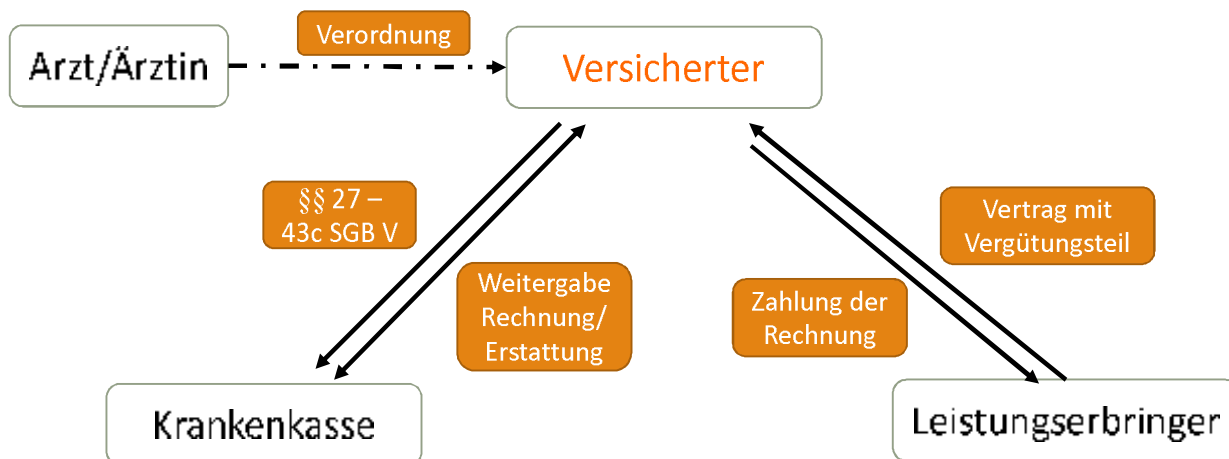 Verordnung
Arzt/Ärztin
Versicherter
§§ 27 –
43c SGB V
Vertrag mit
Vergütungsteil
Weitergabe
Rechnung/
Erstattung
Zahlung der
Rechnung
Krankenkasse
Leistungserbringer